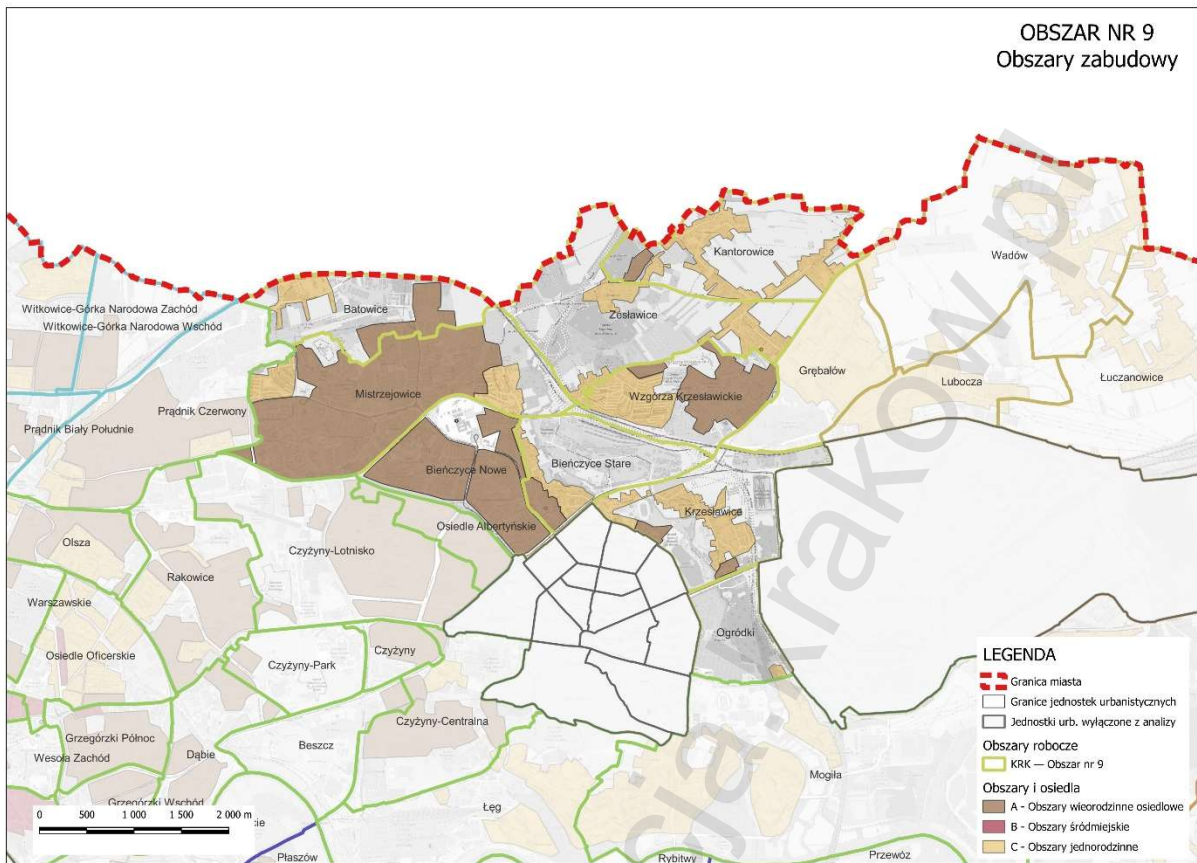 OBSZAR NR 9
Obszary zabudowy
Kantorowice
Wadów
Witkowice-Górka Narodowa Zachód
Batowice
Zesławice
Witkowice-Górka Narodowa Wschód
Grębałów
Łuczanowice
Lubocza
Mistrzejowice
Wzgórza Krzesławickie
Prądnik Czerwony
Prądnik Biały Południe
Bieńczyce Nowe
Bieńczyce Stare
Krzesławice
Osiedle Albertyńskie
Olsza
Czyżyny-Lotnisko
Rakowice
Warszawskie
Ogródki
Osiedle Oficerskie
Czyżyny-Park
Czyżyny
Czyżyny-Centralna
Grzegórzki Północ
Wesoła Zachód
Dąbie
Beszcz
Mogiła
Grzegórzki Wschód
Łęg
Płaszów
Rybitwy
Przewóz
0 500 1 000 1 500 2 000 m
LEGENDA
Granica miasta
Granice jednostek urbanistycznych
Jednostki urb. wyłączone z analizy
Obszary robocze
KRK — Obszar nr 9
Obszary i osiedla
A - Obszary wieorodzinne osiedlowe
B - Obszary śródmiejskie
C - Obszary jednorodzinne